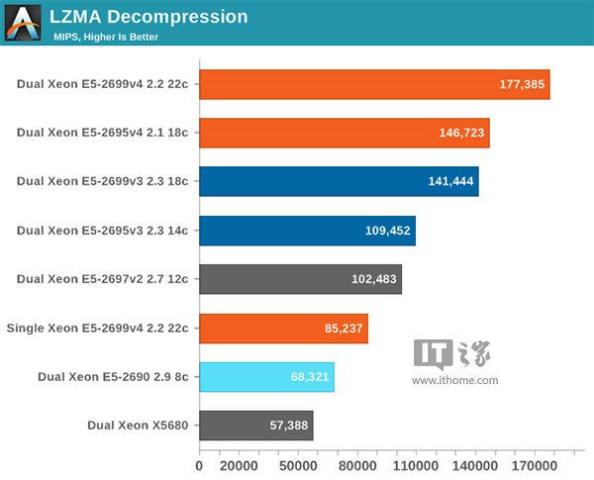 LZMA Decompression
MIPS, Higher Is Better
Dual Xeon E5-2699v4 2.2 22c 177,385
Dual Xeon E5-2695v4 2.1 18c 146,723
Dual Xeon E5-2699v3 2.3 18c 141,444
Dual Xeon E5-2695v3 2.3 14c 109,452
Dual Xeon E5-2697v2 2.7 12c 102,483
Single Xeon E5-2699v4 2.2 22c 85,237
Dual Xeon E5-2690 2.9 8c 68,321
Dual Xeon X5680 57,388
IT之家
www.ithome.com
0 20000 50000 80000 110000 140000 170000